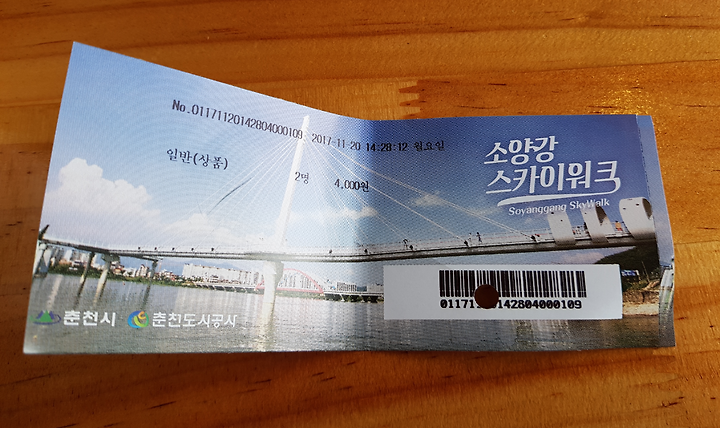 No.01171120142804000109 2017-11-20 14:28:12 월요일
일반(상품)
2명 4,000원
소양강
스카이워크
Soyanggang SkyWalk
춘천시 춘천도시공사